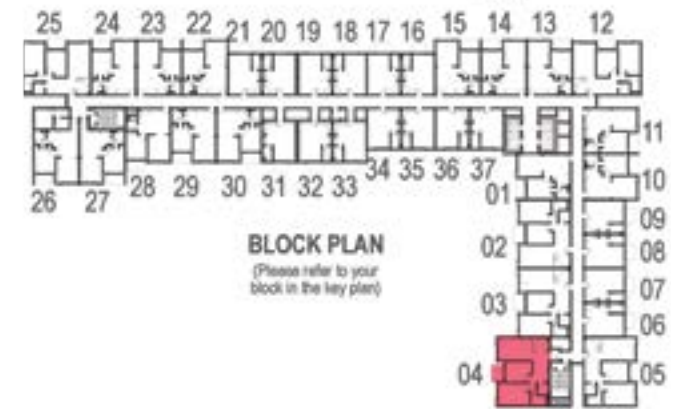 25 24 23 22 21 20 19 18 17 16 15 14 13 12
11
26 27 28 29 30 31 32 33 34 35 36 37
01 10
09
02 08
07
03 06
04 05
BLOCK PLAN
(Please refer to your
block in the key plan)